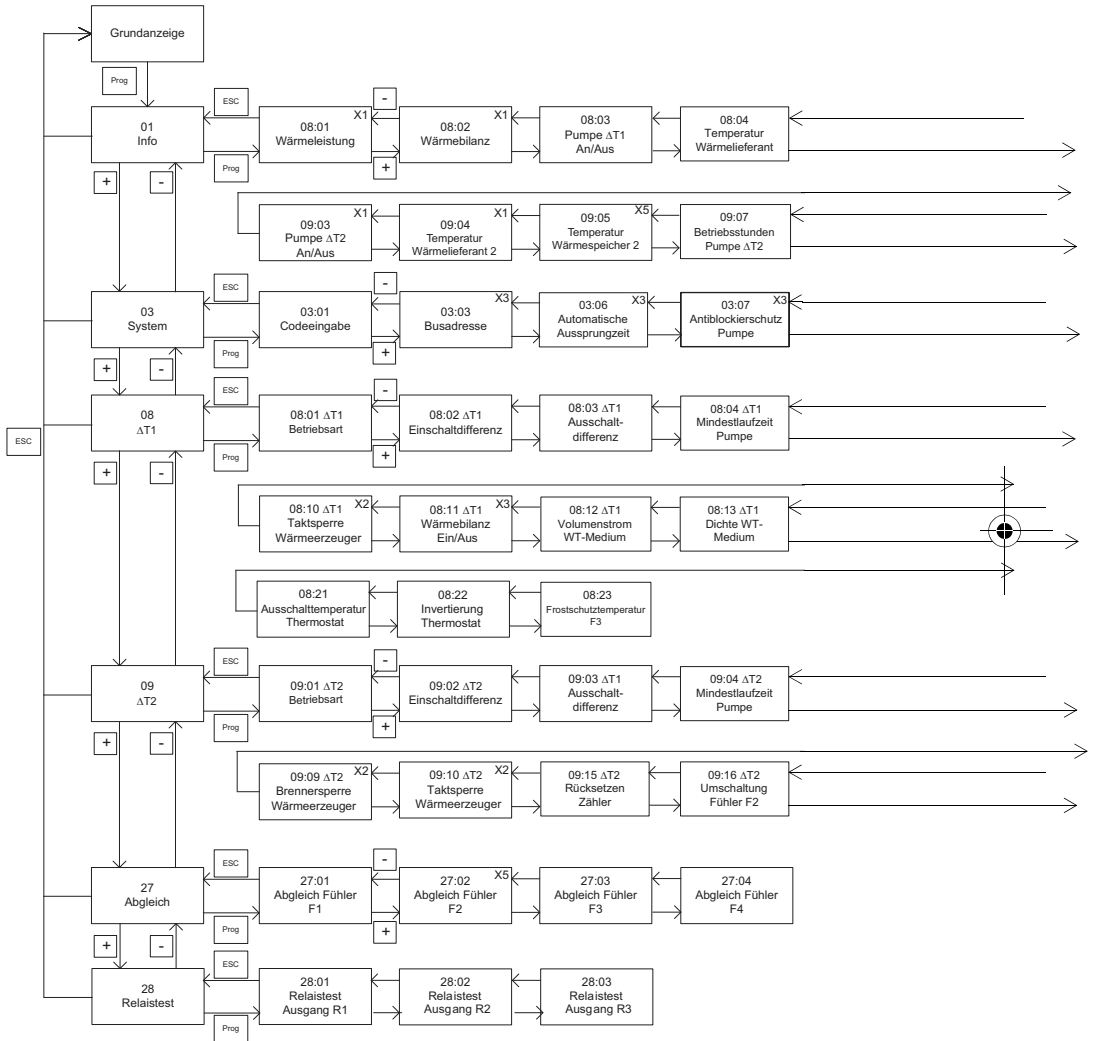 Grundanzeige
Prog
ESC
-
01
Info
X1
08:01
Wärmeleistung
X1
08:02
Wärmebilanz
08:03
Pumpe ΔT1
An/Aus
08:04
Temperatur
Wärmelieferant
Prog
+
+
-
X1
09:03
Pumpe ΔT2
An/Aus
X1
09:04
Temperatur
Wärmelieferant 2
X5
09:05
Temperatur
Wärmespeicher 2
09:07
Betriebsstunden
Pumpe ΔT2
ESC
-
03
System
03:01
Codeeingabe
X3
03:03
Busadresse
X3
03:06
Automatische
Aussprungzeit
X3
03:07
Antiblockierschutz
Pumpe
Prog
+
+
-
ESC
-
08
ΔT1
08:01 ΔT1
Betriebsart
08:02 ΔT1
Einschaltdifferenz
08:03 ΔT1
Ausschalt-
differenz
08:04 ΔT1
Mindestlaufzeit
Pumpe
ESC
Prog
+
+
-
X2
08:10 ΔT1
Taktsperre
Wärmeerzeuger
X3
08:11 ΔT1
Wärmebilanz
Ein/Aus
08:12 ΔT1
Volumenstrom
WT-Medium
08:13 ΔT1
Dichte WT-
Medium
08:21
Ausschalttemperatur
Thermostat
08:22
Invertierung
Thermostat
08:23
Frostschutztemperatur
F3
ESC
-
09
ΔT2
09:01 ΔT2
Betriebsart
09:02 ΔT2
Einschaltdifferenz
09:03 ΔT1
Ausschalt-
differenz
09:04 ΔT2
Mindestlaufzeit
Pumpe
Prog
+
+
-
X2
09:09 ΔT2
Brennersperre
Wärmeerzeuger
X2
09:10 ΔT2
Taktsperre
Wärmeerzeuger
09:15 ΔT2
Rücksetzen
Zähler
09:16 ΔT2
Umschaltung
Fühler F2
ESC
-
27
Abgleich
27:01
Abgleich Fühler
F1
X5
27:02
Abgleich Fühler
F2
27:03
Abgleich Fühler
F3
27:04
Abgleich Fühler
F4
Prog
+
+
-
ESC
28
Relaistest
28:01
Relaistest
Ausgang R1
28:02
Relaistest
Ausgang R2
28:03
Relaistest
Ausgang R3
Prog